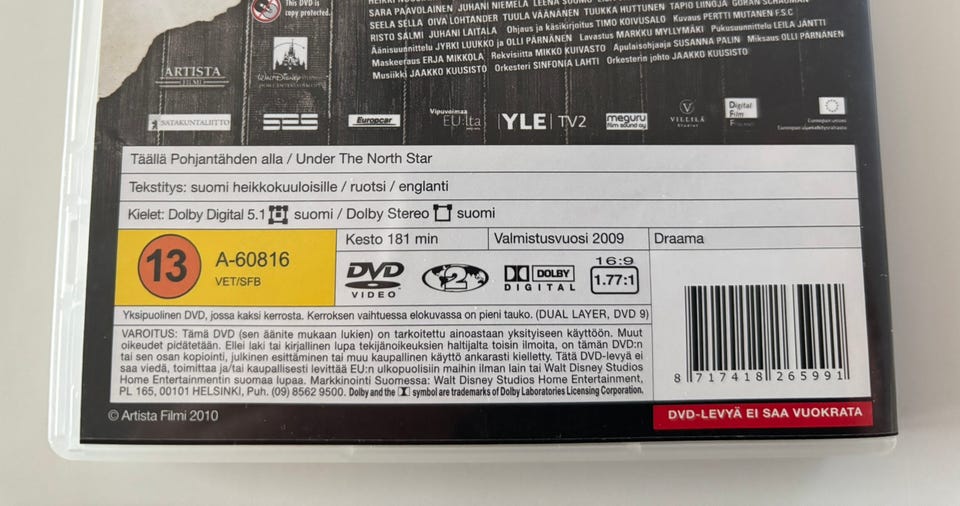 This DVD is
copy protected.
SARA PAAVOLAINEN JUHANI NIEMELÄ LEENA
SEELA SELLA OIVA LOHTANDER TUULA VÄÄNÄNEN TUUKKA HUTTUNEN TAPIO LIINOJA GÖRAN SCHAUMAN
RISTO SALMI JUHANI LAITALA Ohjaus ja käsikirjoitus TIMO KOIVUSALO Kuvaus PERTTI MUTANEN F.S.C
Äänisuunnittelu JYRKI LUUKKO ja OLLI PÄRNÄNEN Lavastus MARKKU MYLLYMÄKI Pukusuunnittelu LEILA JÄNTTI
Maskeeraus ERJA MIKKOLA Rekvisiitta MIKKO KUIVASTO Apulaisohjaaja SUSANNA PALIN Miksaus OLLI PÄRNÄNEN
Musiikki JAAKKO KUUSISTO Orkesteri SINFONIA LAHTI Orkesterin johto JAAKKO KUUSISTO
ARTISTA
FILMI
WALT DISNEY
SATAKUNTALIITTO
SES
Europcar
Vipuvoimaa
EU:lta
YLE TV2
meguru
film sound oy
V
VILLILÄ
Studiot
Digital
Film
Euroopan unioni
Täällä Pohjantähden alla / Under The North Star
Tekstitys: suomi heikkokuuloisille / ruotsi / englanti
Kielet: Dolby Digital 5.1 suomi / Dolby Stereo suomi
Kesto 181 min
Valmistusvuosi 2009
Draama
13
A-60816
VET/SFB
DVD
VIDEO
2
DOLBY
DIGITAL
16:9
1.77:1
Yksipuolinen DVD, jossa kaksi kerrosta. Kerroksen vaihtuessa elokuvassa on pieni tauko. (DUAL LAYER, DVD 9)
VAROITUS: Tämä DVD (sen äänite mukaan lukien) on tarkoitettu ainoastaan yksityiseen käyttöön. Muut
oikeudet pidätetään. Ellei laki tai kirjallinen lupa tekijänoikeuksien haltijalta toisin ilmoita, on tämän DVD:n
tai sen osan kopiointi, julkinen esittäminen tai muu kaupallinen käyttö ankarasti kielletty. Tätä DVD-levyä ei
saa viedä, toimittaa ja/tai kaupallisesti levittää EU:n ulkopuolisiin maihin ilman lain tai Walt Disney Studios
Home Entertainmentin suomaa lupaa. Markkinointi Suomessa: Walt Disney Studios Home Entertainment,
PL 165, 00101 HELSINKI, Puh. (09) 8562 9500. Dolby and the symbol are trademarks of Dolby Laboratories Licensing Corporation.
8 717418 265991
© Artista Filmi 2010
DVD-LEVYÄ EI SAA VUOKRATA